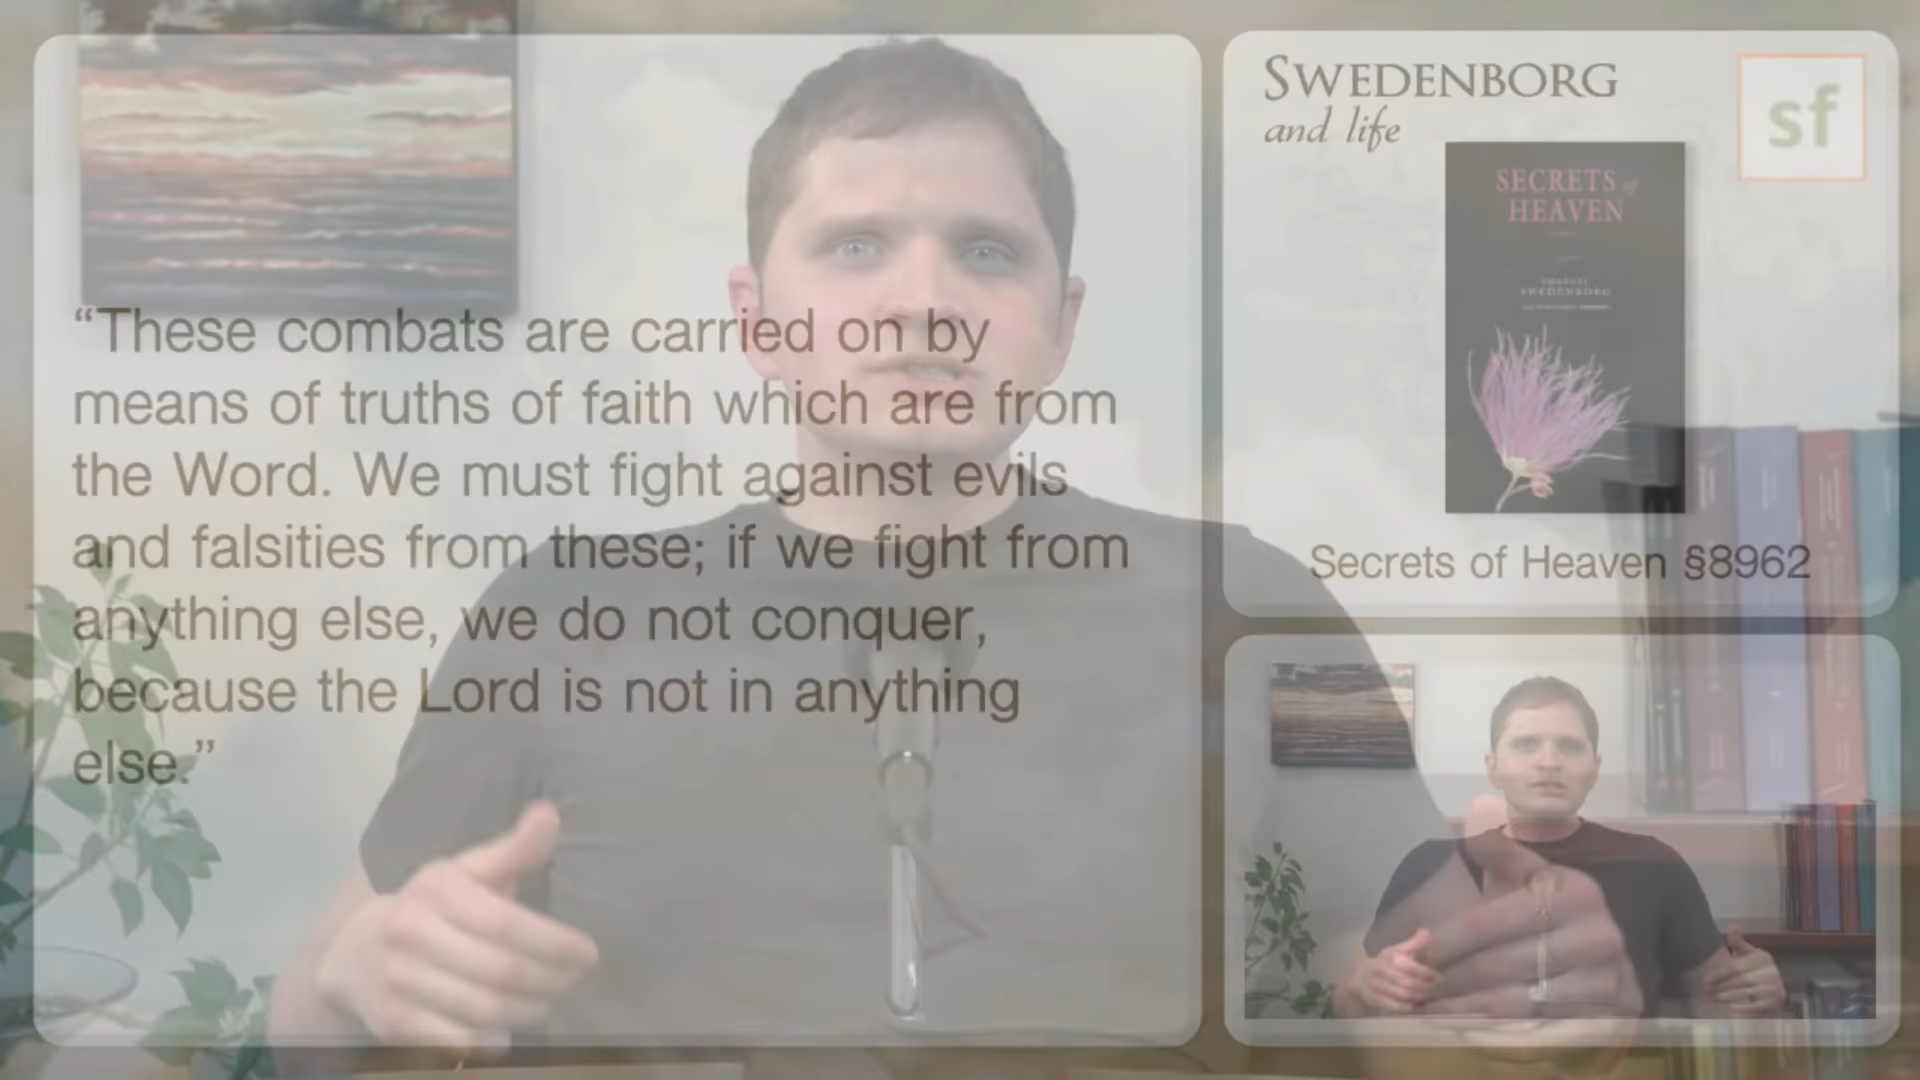 “These combats are carried on by
means of truths of faith which are from
the Word. We must fight against evils
and falsities from these; if we fight from
anything else, we do not conquer,
because the Lord is not in anything
else.”
SWEDENBORG
and life
sf
SECRETS of
HEAVEN
EMANUEL
SWEDENBORG
Secrets of Heaven §8962